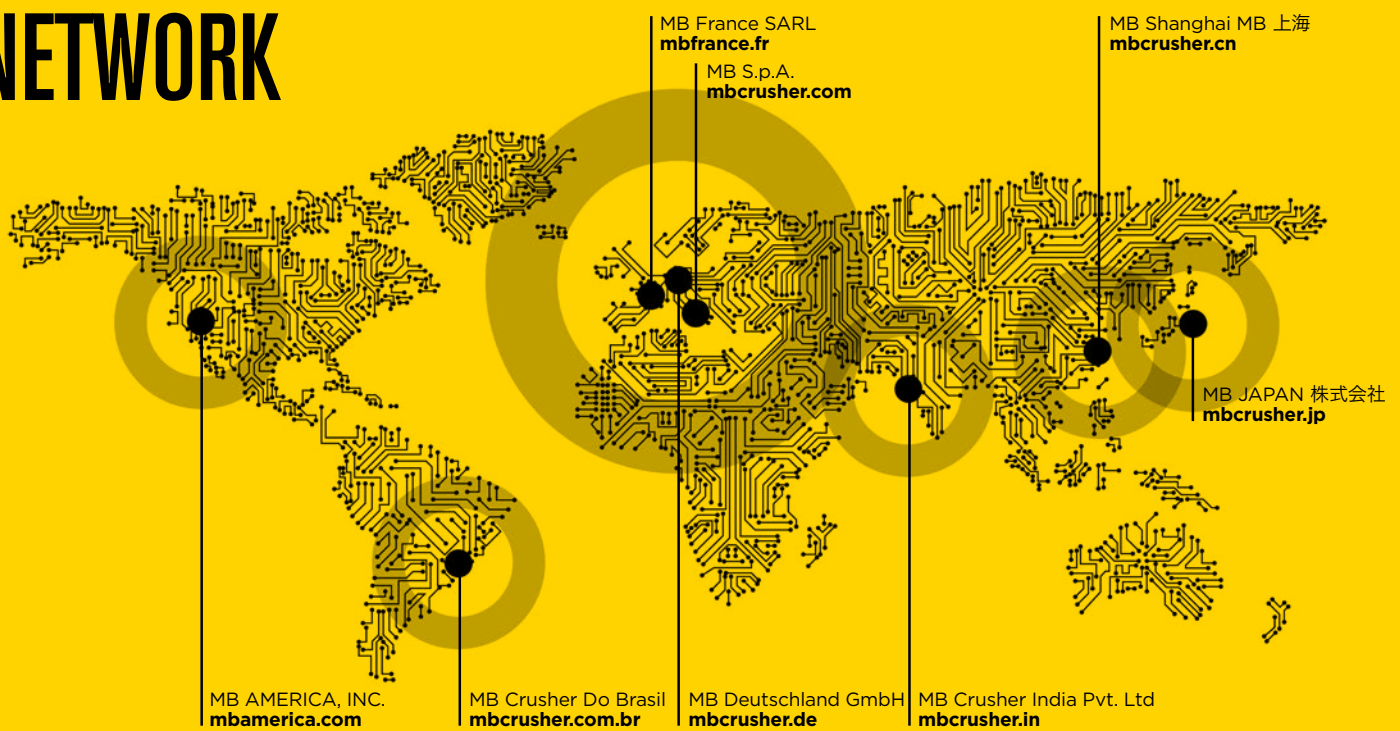 NETWORK
MB France SARL
mbfrance.fr
MB S.p.A.
mbcrusher.com
MB Shanghai MB 上海
mbcrusher.cn
MB JAPAN 株式会社
mbcrusher.jp
MB AMERICA, INC.
mbamerica.com
MB Crusher Do Brasil
mbcrusher.com.br
MB Deutschland GmbH
mbcrusher.de
MB Crusher India Pvt. Ltd
mbcrusher.in